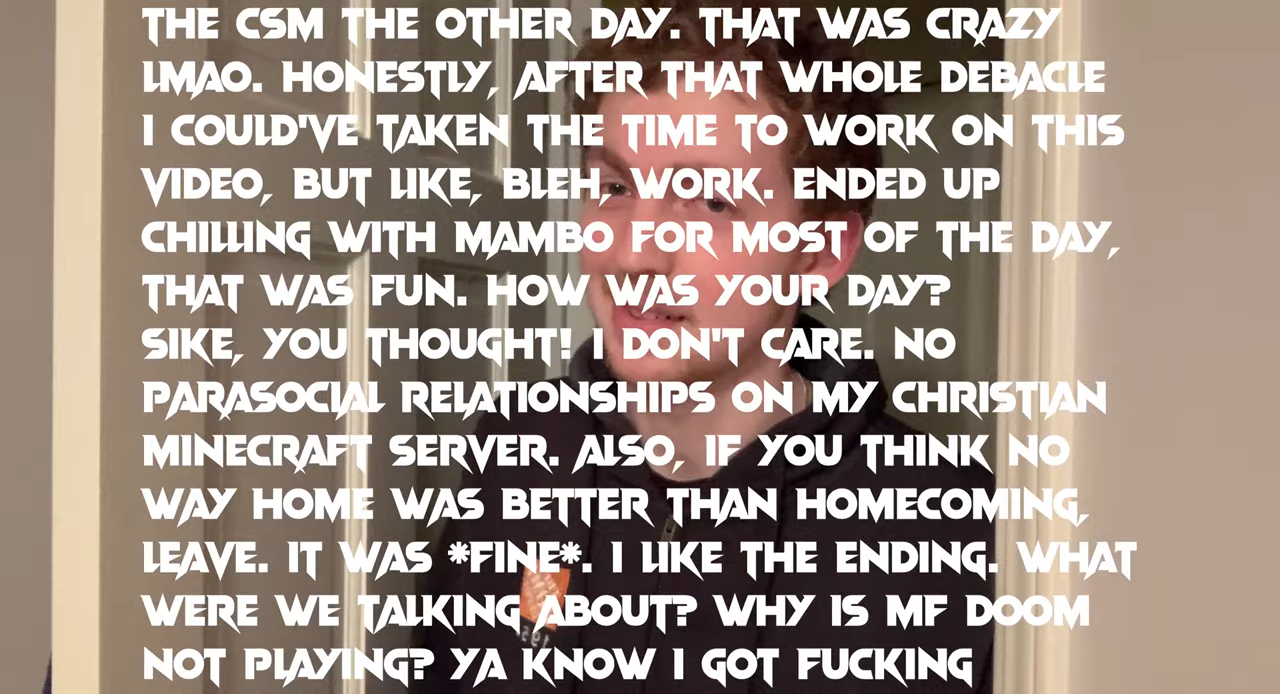 THE CSM THE OTHER DAY. THAT WAS CRAZY
LMAO. HONESTLY, AFTER THAT WHOLE DEBACLE
I COULD'VE TAKEN THE TIME TO WORK ON THIS
VIDEO, BUT LIKE, BLEH, WORK. ENDED UP
CHILLING WITH MAMBO FOR MOST OF THE DAY,
THAT WAS FUN. HOW WAS YOUR DAY?
SIKE, YOU THOUGHT! I DON'T CARE. NO
PARASOCIAL RELATIONSHIPS ON MY CHRISTIAN
MINECRAFT SERVER. ALSO, IF YOU THINK NO
WAY HOME WAS BETTER THAN HOMECOMING,
LEAVE. IT WAS *FINE*. I LIKE THE ENDING. WHAT
WERE WE TALKING ABOUT? WHY IS MF DOOM
NOT PLAYING? YA KNOW I GOT FUCKING